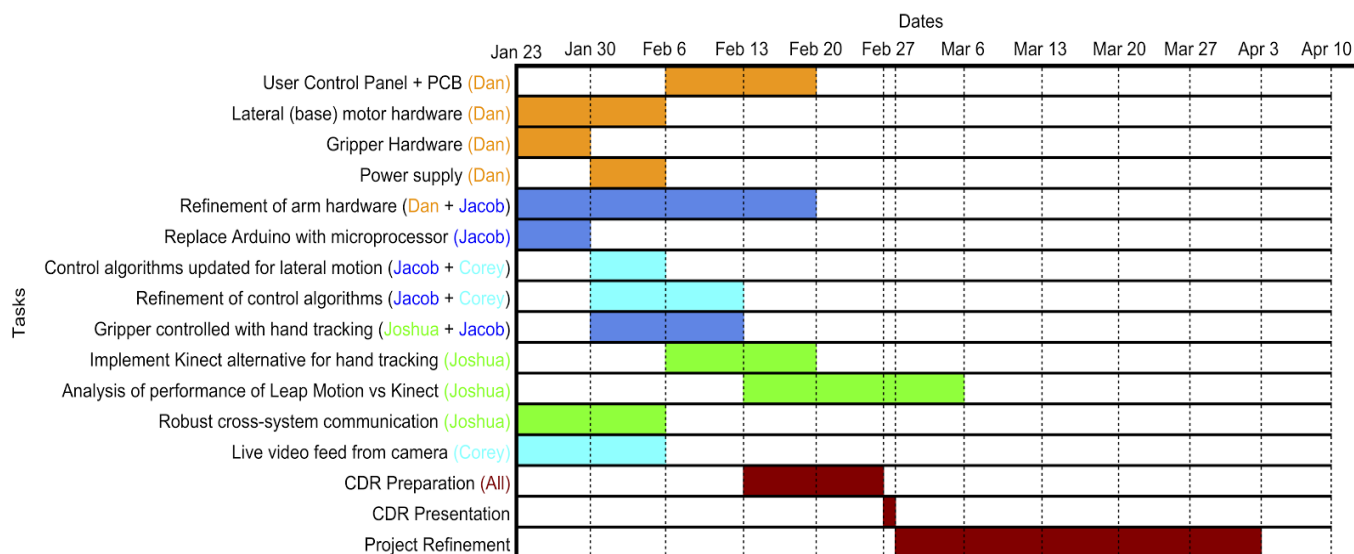 Dates
Jan 23 Jan 30 Feb 6 Feb 13 Feb 20 Feb 27 Mar 6 Mar 13 Mar 20 Mar 27 Apr 3 Apr 10
Tasks
User Control Panel + PCB (Dan)
Lateral (base) motor hardware (Dan)
Gripper Hardware (Dan)
Power supply (Dan)
Refinement of arm hardware (Dan + Jacob)
Replace Arduino with microprocessor (Jacob)
Control algorithms updated for lateral motion (Jacob + Corey)
Refinement of control algorithms (Jacob + Corey)
Gripper controlled with hand tracking (Joshua + Jacob)
Implement Kinect alternative for hand tracking (Joshua)
Analysis of performance of Leap Motion vs Kinect (Joshua)
Robust cross-system communication (Joshua)
Live video feed from camera (Corey)
CDR Preparation (All)
CDR Presentation
Project Refinement